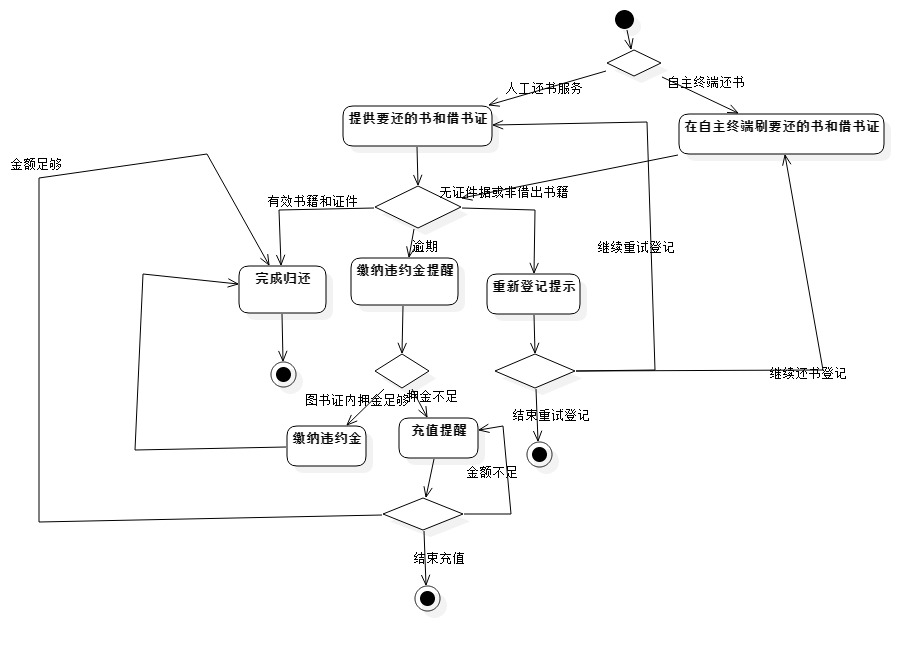 自主终端还书
人工还书服务
提供要还的书和借书证
在自主终端刷要还的书和借书证
金额足够
无证件据或非借出书籍
有效书籍和证件
逾期
继续重试登记
完成归还
缴纳违约金提醒
重新登记提示
继续还书登记
图书证内押金足够
押金不足
结束重试登记
缴纳违约金
充值提醒
金额不足
结束充值